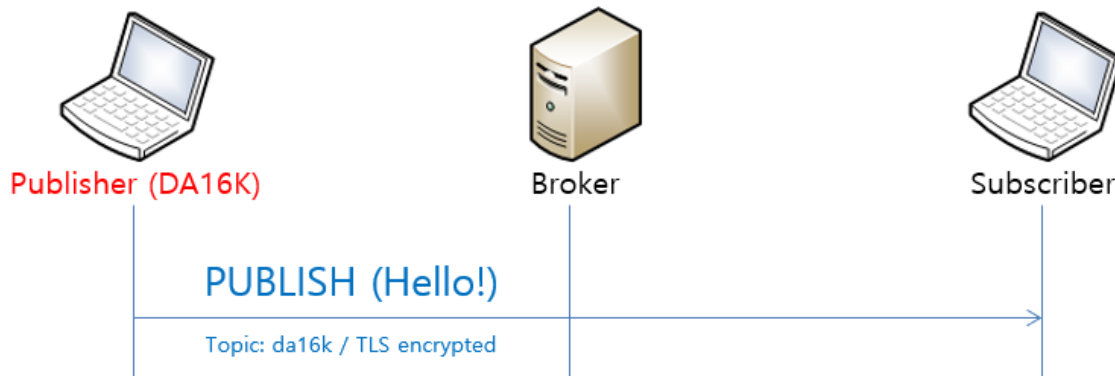 Publisher (DA16K)
Broker
Subscriber
PUBLISH (Hello!)
Topic: da16k / TLS encrypted